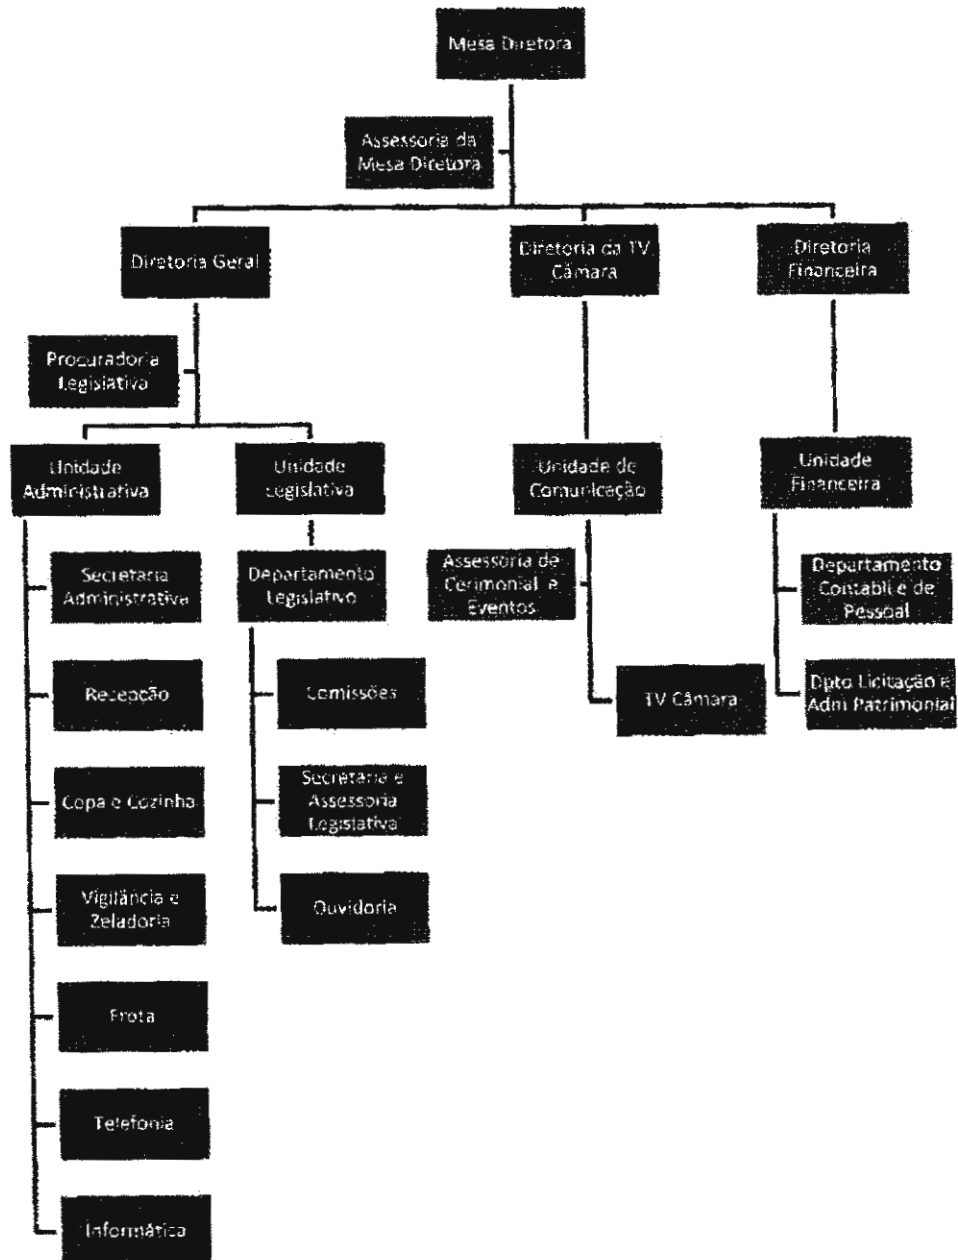 Mesa Diretora
Assessoria da
Mesa Diretora
Diretoria Geral
Diretoria da TV
Câmara
Diretoria
Financeira
Procuradoria
Legislativa
Unidade
Administrativa
Unidade
Legislativa
Unidade de
Comunicação
Unidade
Financeira
Secretaria
Administrativa
Departamento
Legislativo
Assessoria de
Cerimonial e
Eventos
Departamento
Contabil e de
Pessoal
Recepção
Comissões
TV Câmara
Dpto Licitação e
Adm Patrimonial
Copa e Cozinha
Secretaria e
Assessoria
Legislativa
Vigilância e
Zeladoria
Ouvidoria
Frota
Telefonia
Informática